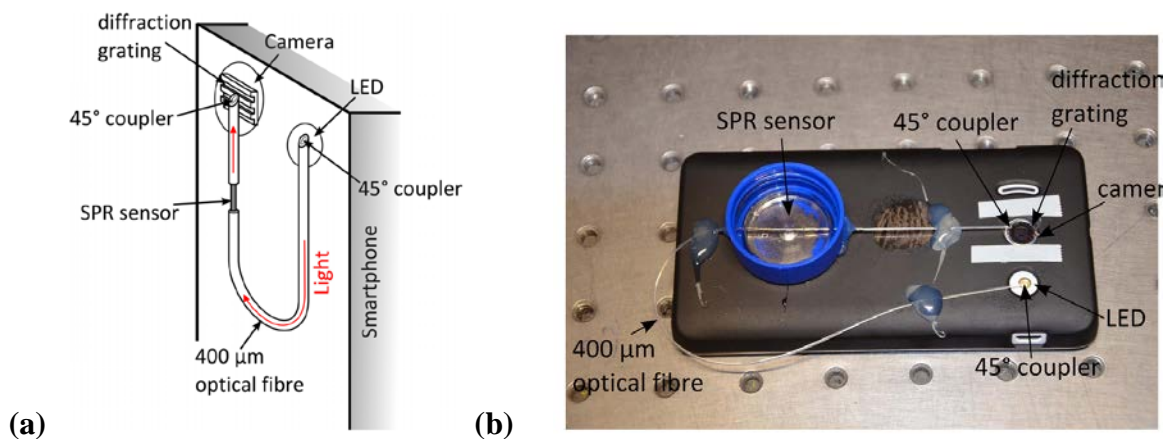 diffraction
grating
Camera
LED
45° coupler
45° coupler
SPR sensor
Light
Smartphone
400 µm
optical fibre
(a)
diffraction
grating
45° coupler
SPR sensor
camer
LED
400 µm
optical fibre
45° coupler
(b)